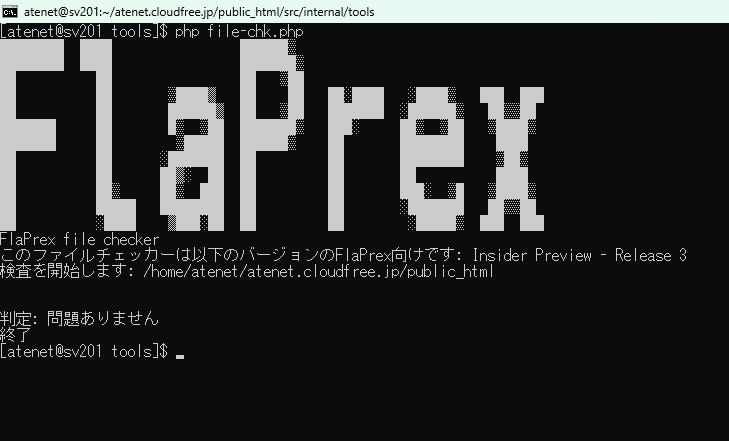 atenet@sv201:~/atenet.cloudfree.jp/public_html/src/internal/tools
[atenet@sv201 tools]$ php file-chk.php
FlaPrex
FlaPrex file checker
このファイルチェッカーは以下のバージョンのFlaPrex向けです: Insider Preview - Release 3
検査を開始します: /home/atenet/atenet.cloudfree.jp/public_html
判定: 問題ありません
終了
[atenet@sv201 tools]$